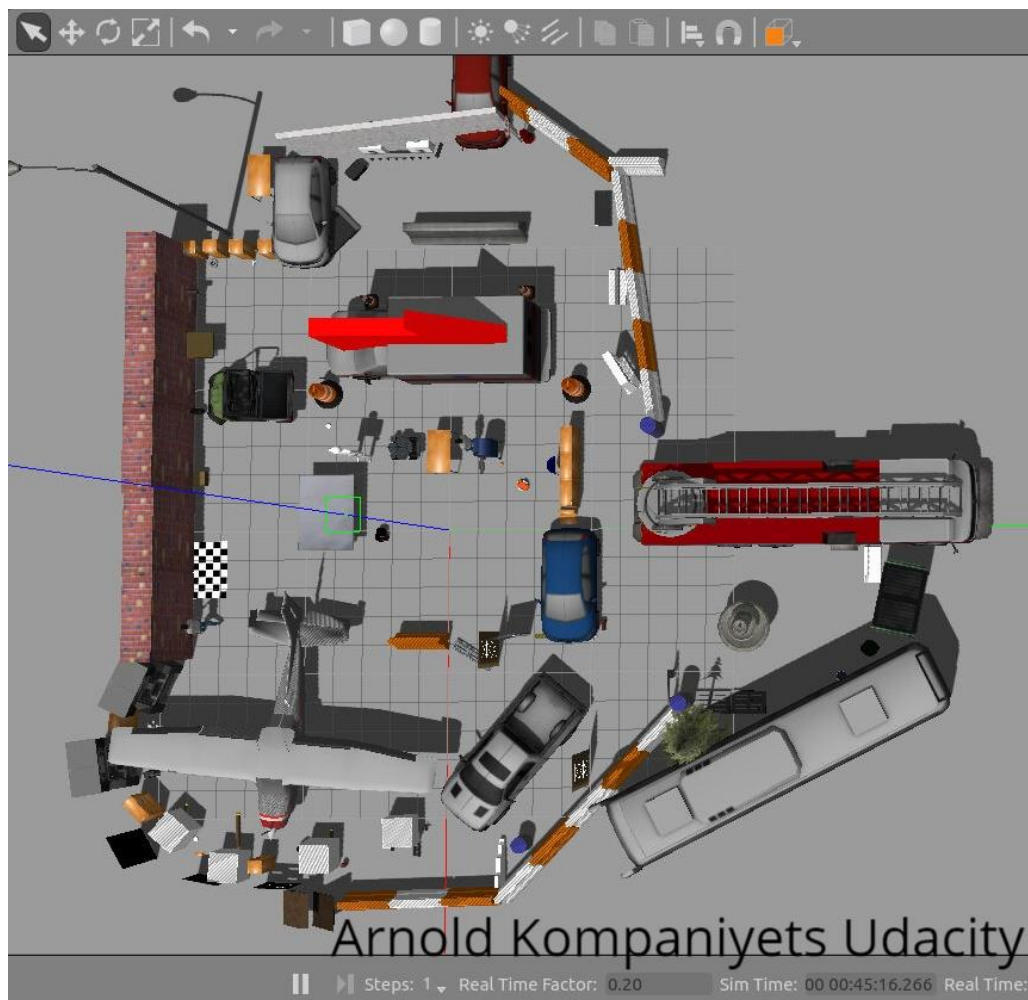 Arnold Kompaniyets Udacity
Steps: 1 Real Time Factor: 0.20 Sim Time: 00 00:45:16.266 Real Time: